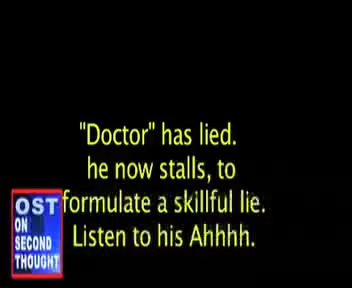 "Doctor" has lied.
he now stalls, to
formulate a skillful lie.
Listen to his Ahhhh.
OST
ON
SECOND
THOUGHT